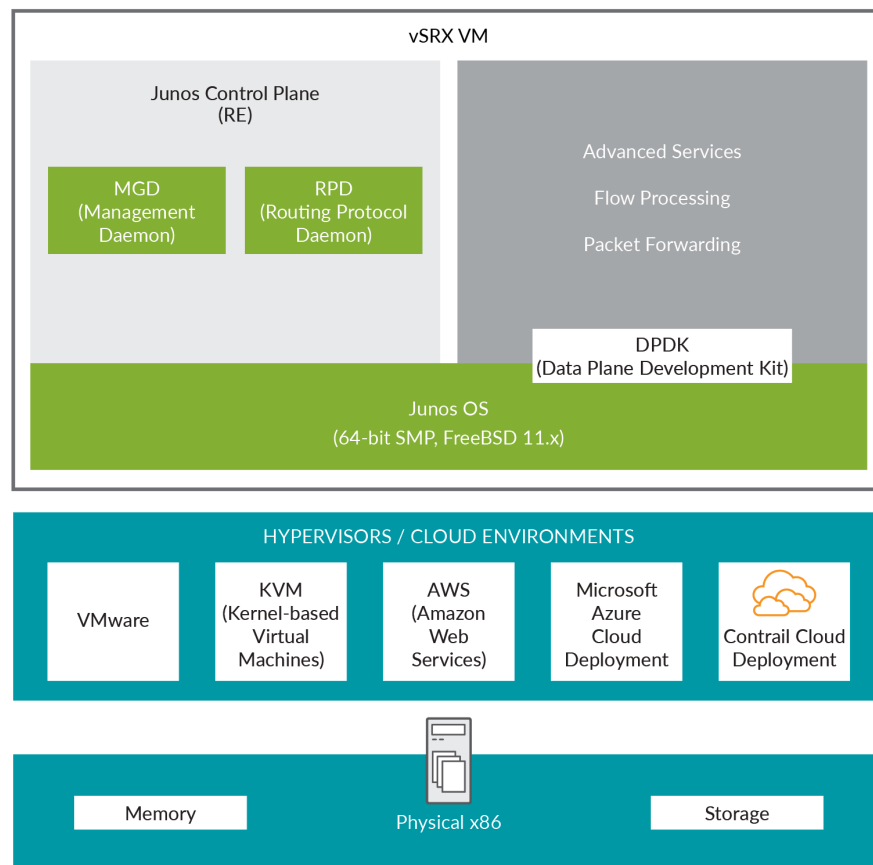 vSRX VM
Junos Control Plane
(RE)
MGD
(Management
Daemon)
RPD
(Routing Protocol
Daemon)
Advanced Services
Flow Processing
Packet Forwarding
DPDK
(Data Plane Development Kit)
Junos OS
(64-bit SMP, FreeBSD 11.x)
HYPERVISORS / CLOUD ENVIRONMENTS
VMware
KVM
(Kernel-based
Virtual
Machines)
AWS
(Amazon
Web
Services)
Microsoft
Azure
Cloud
Deployment
Contrail Cloud
Deployment
Memory
Physical x86
Storage